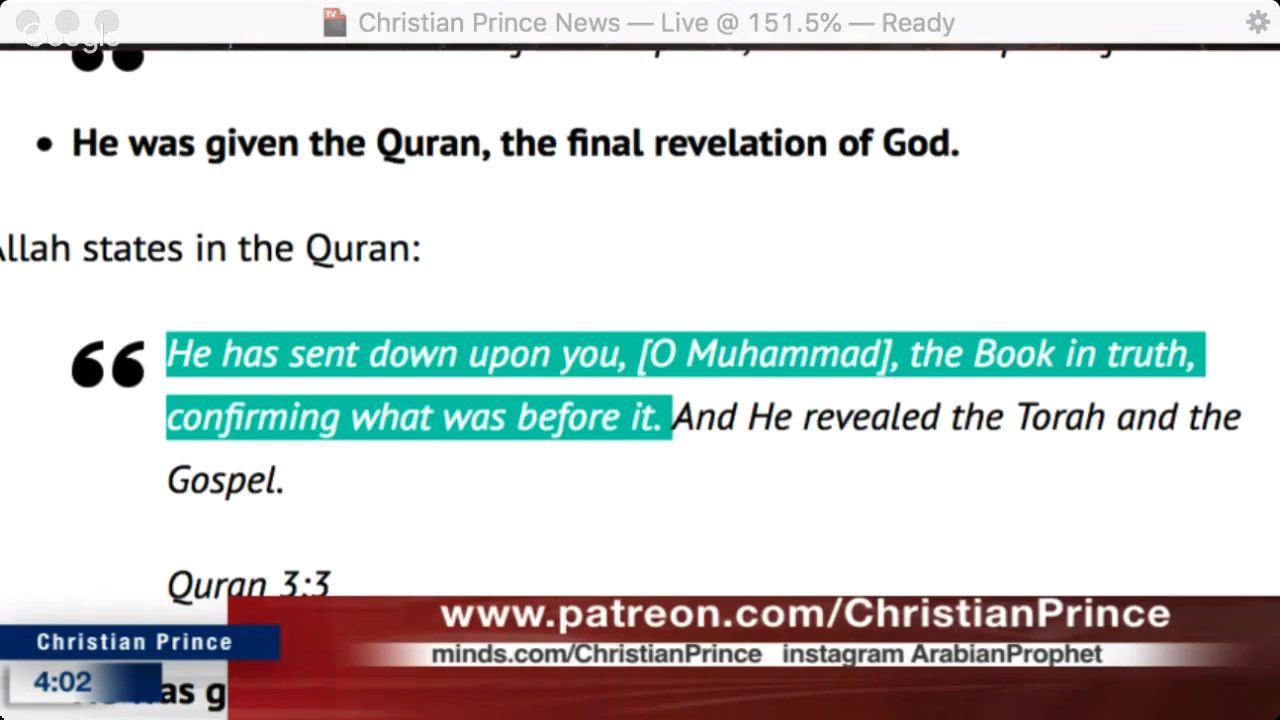 Christian Prince News — Live @ 151.5% — Ready
Google
• He was given the Quran, the final revelation of God.
Allah states in the Quran:
“ He has sent down upon you, [O Muhammad], the Book in truth,
confirming what was before it. And He revealed the Torah and the
Gospel.
Quran 3:3
www.patreon.com/ChristianPrince
Christian Prince
minds.com/ChristianPrince instagram ArabianProphet
4:02